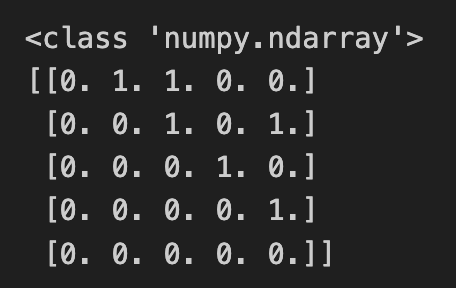 <class 'numpy.ndarray'>
[[0. 1. 1. 0. 0.]
 [0. 0. 1. 0. 1.]
 [0. 0. 0. 1. 0.]
 [0. 0. 0. 0. 1.]
 [0. 0. 0. 0. 0.]]